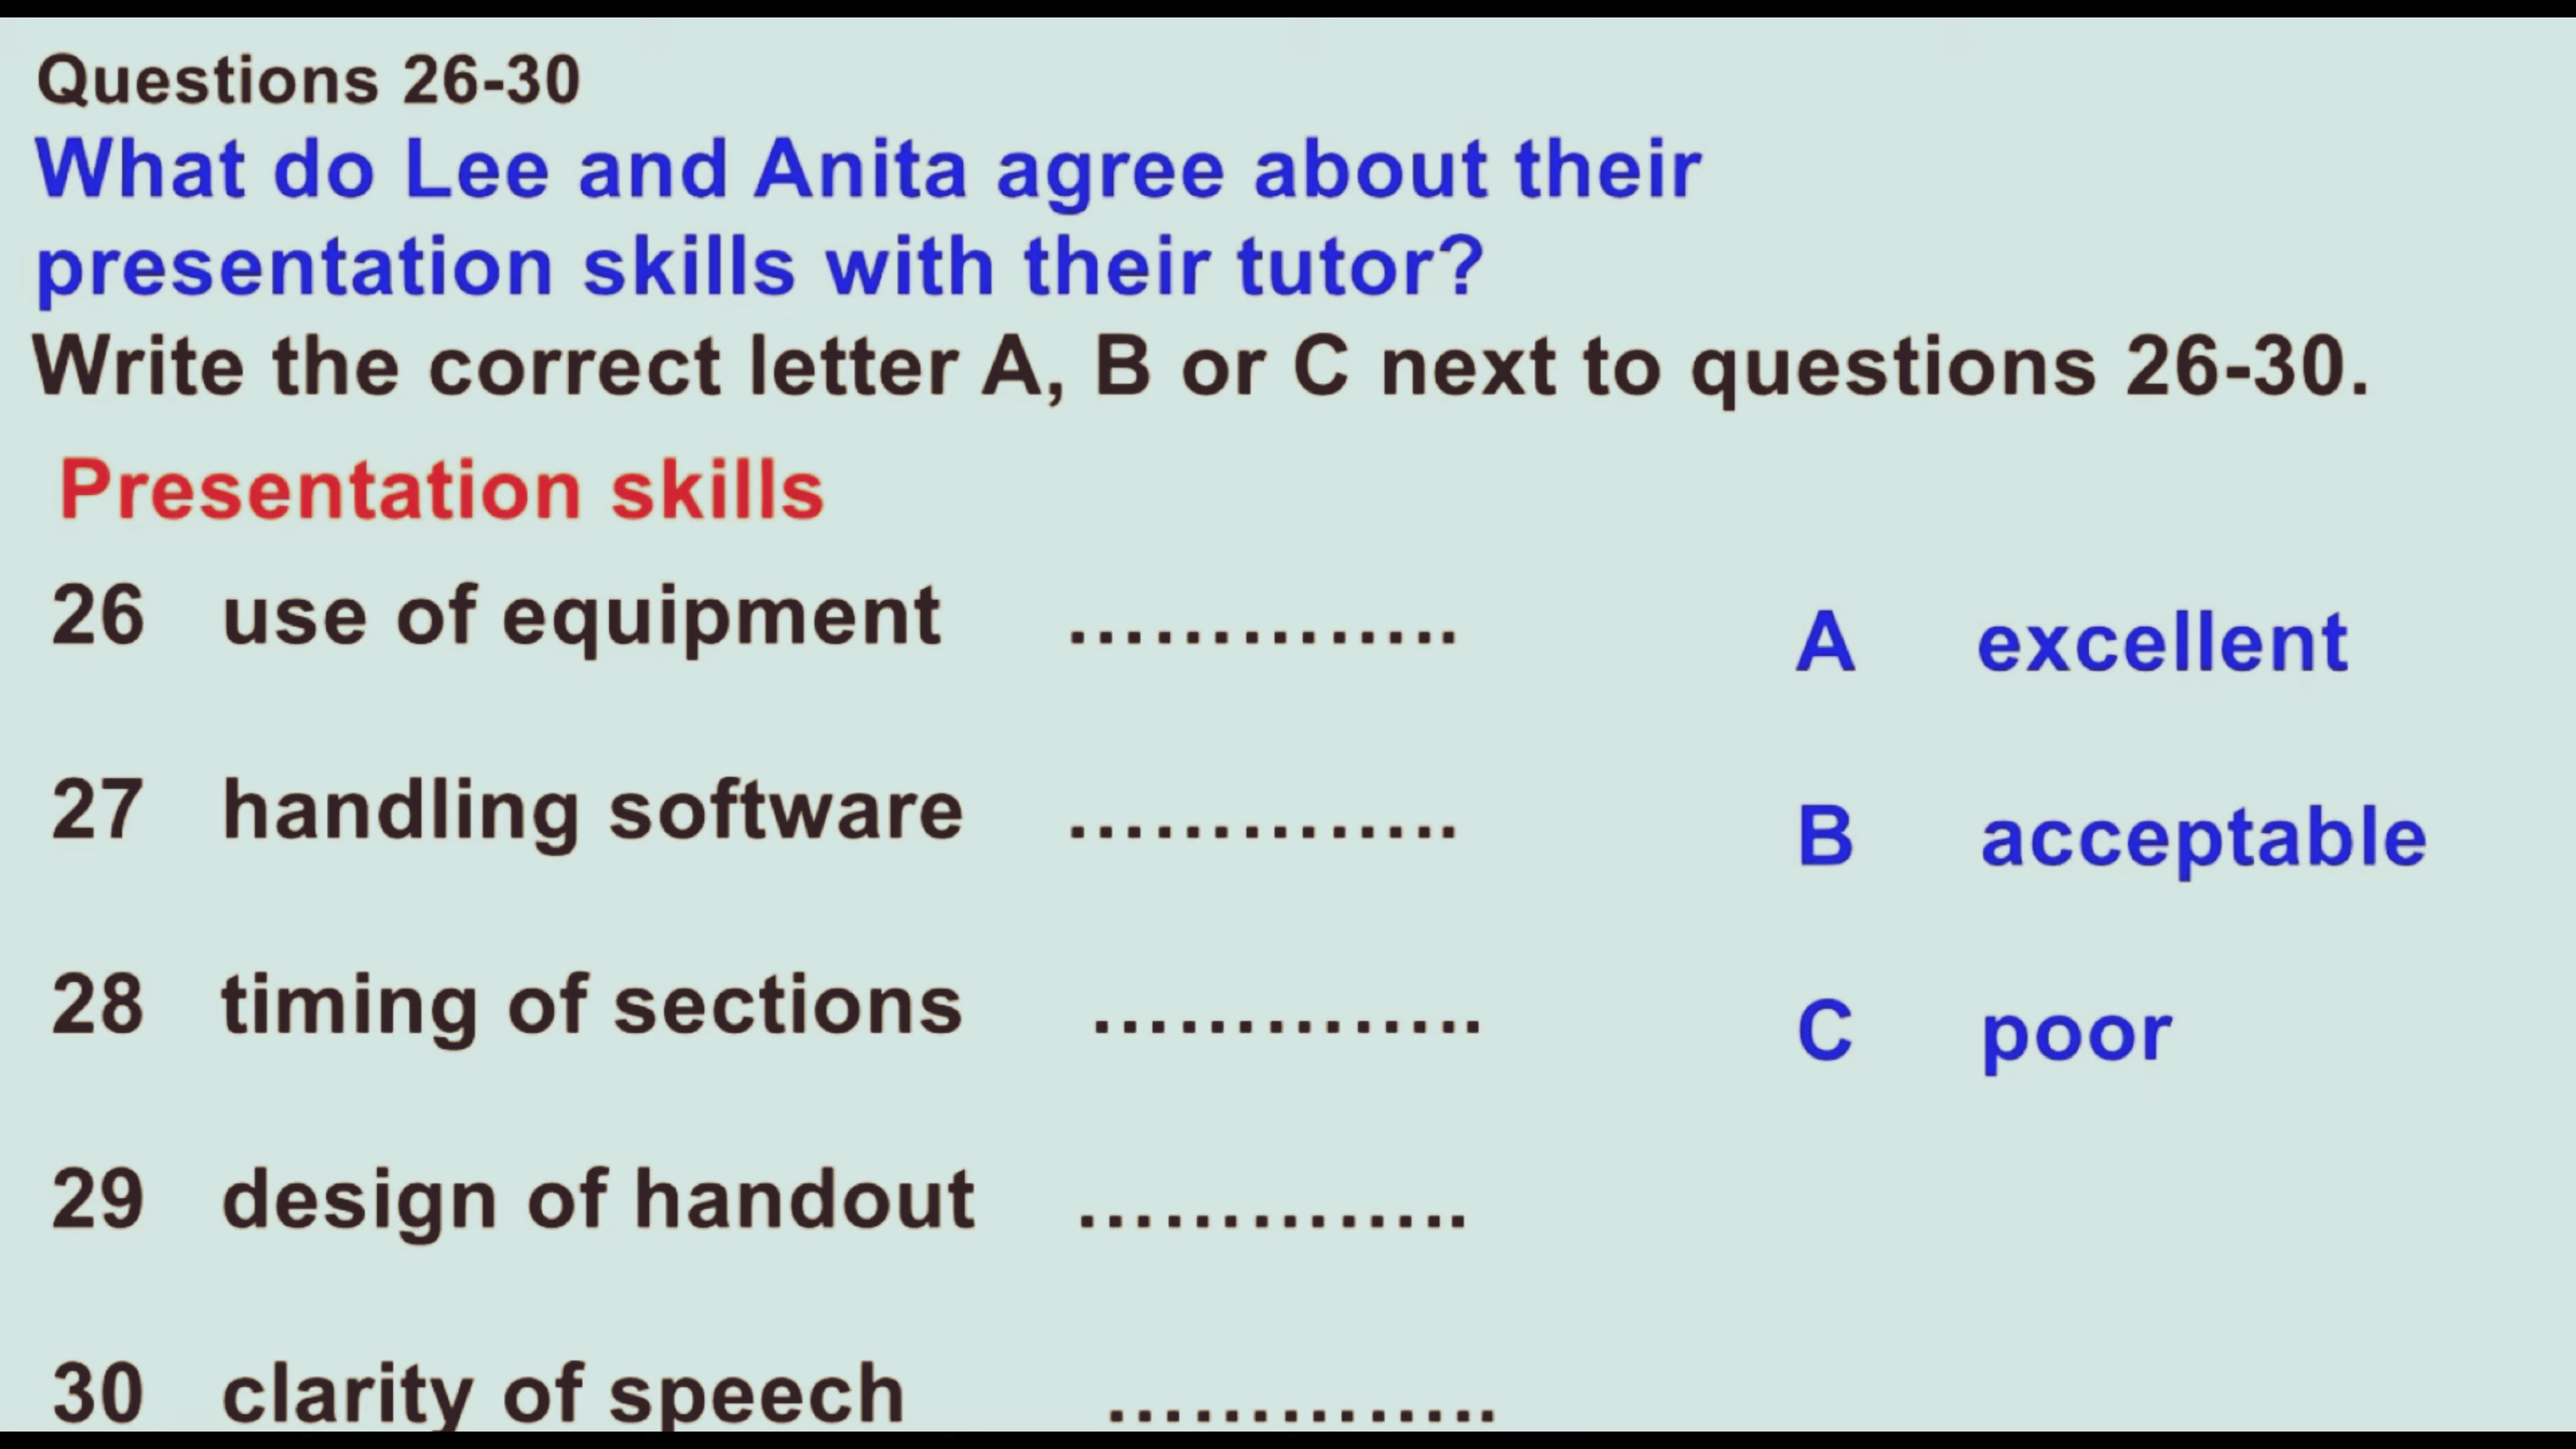 Questions 26-30
What do Lee and Anita agree about their
presentation skills with their tutor?
Write the correct letter A, B or C next to questions 26-30.
Presentation skills
26 use of equipment ..............
A excellent
27 handling software ..............
B acceptable
28 timing of sections ..............
C poor
29 design of handout ..............
30 clarity of speech ..............